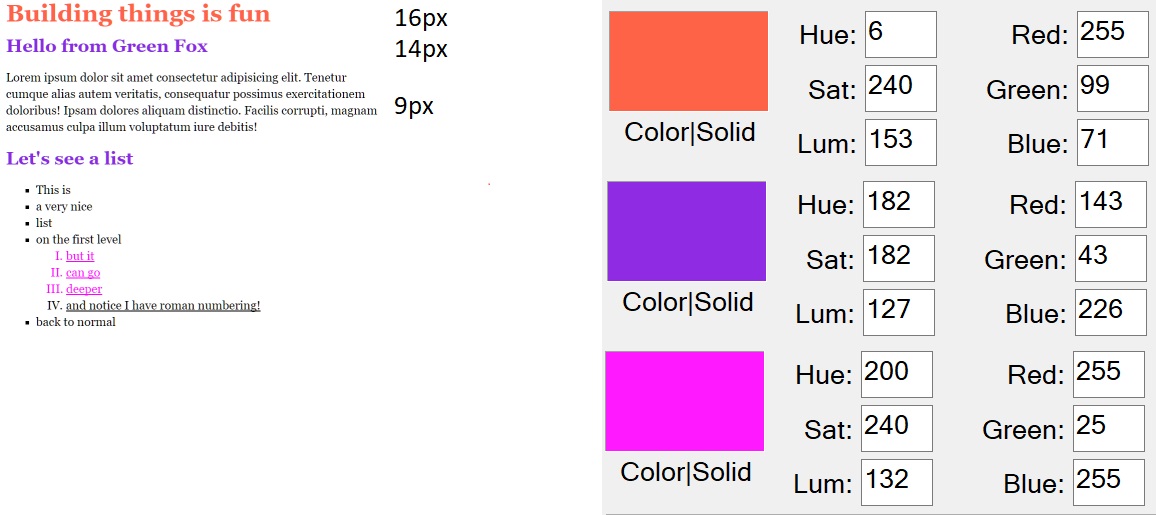 Building things is fun
16px
Hello from Green Fox
14px
Lorem ipsum dolor sit amet consectetur adipisicing elit. Tenetur
cumque alias autem veritatis, consequatur possimus exercitationem
doloribus! Ipsam dolores aliquam distinctio. Facilis corrupti, magnam
accusamus culpa illum voluptatum iure debitis!
9px
Let's see a list
▪ This is
▪ a very nice
▪ list
▪ on the first level
I. but it
II. can go
III. deeper
IV. and notice I have roman numbering!
▪ back to normal
Hue: 6 Red: 255
Sat: 240 Green: 99
Color|Solid
Lum: 153 Blue: 71
Hue: 182 Red: 143
Sat: 182 Green: 43
Color|Solid
Lum: 127 Blue: 226
Hue: 200 Red: 255
Sat: 240 Green: 25
Color|Solid
Lum: 132 Blue: 255